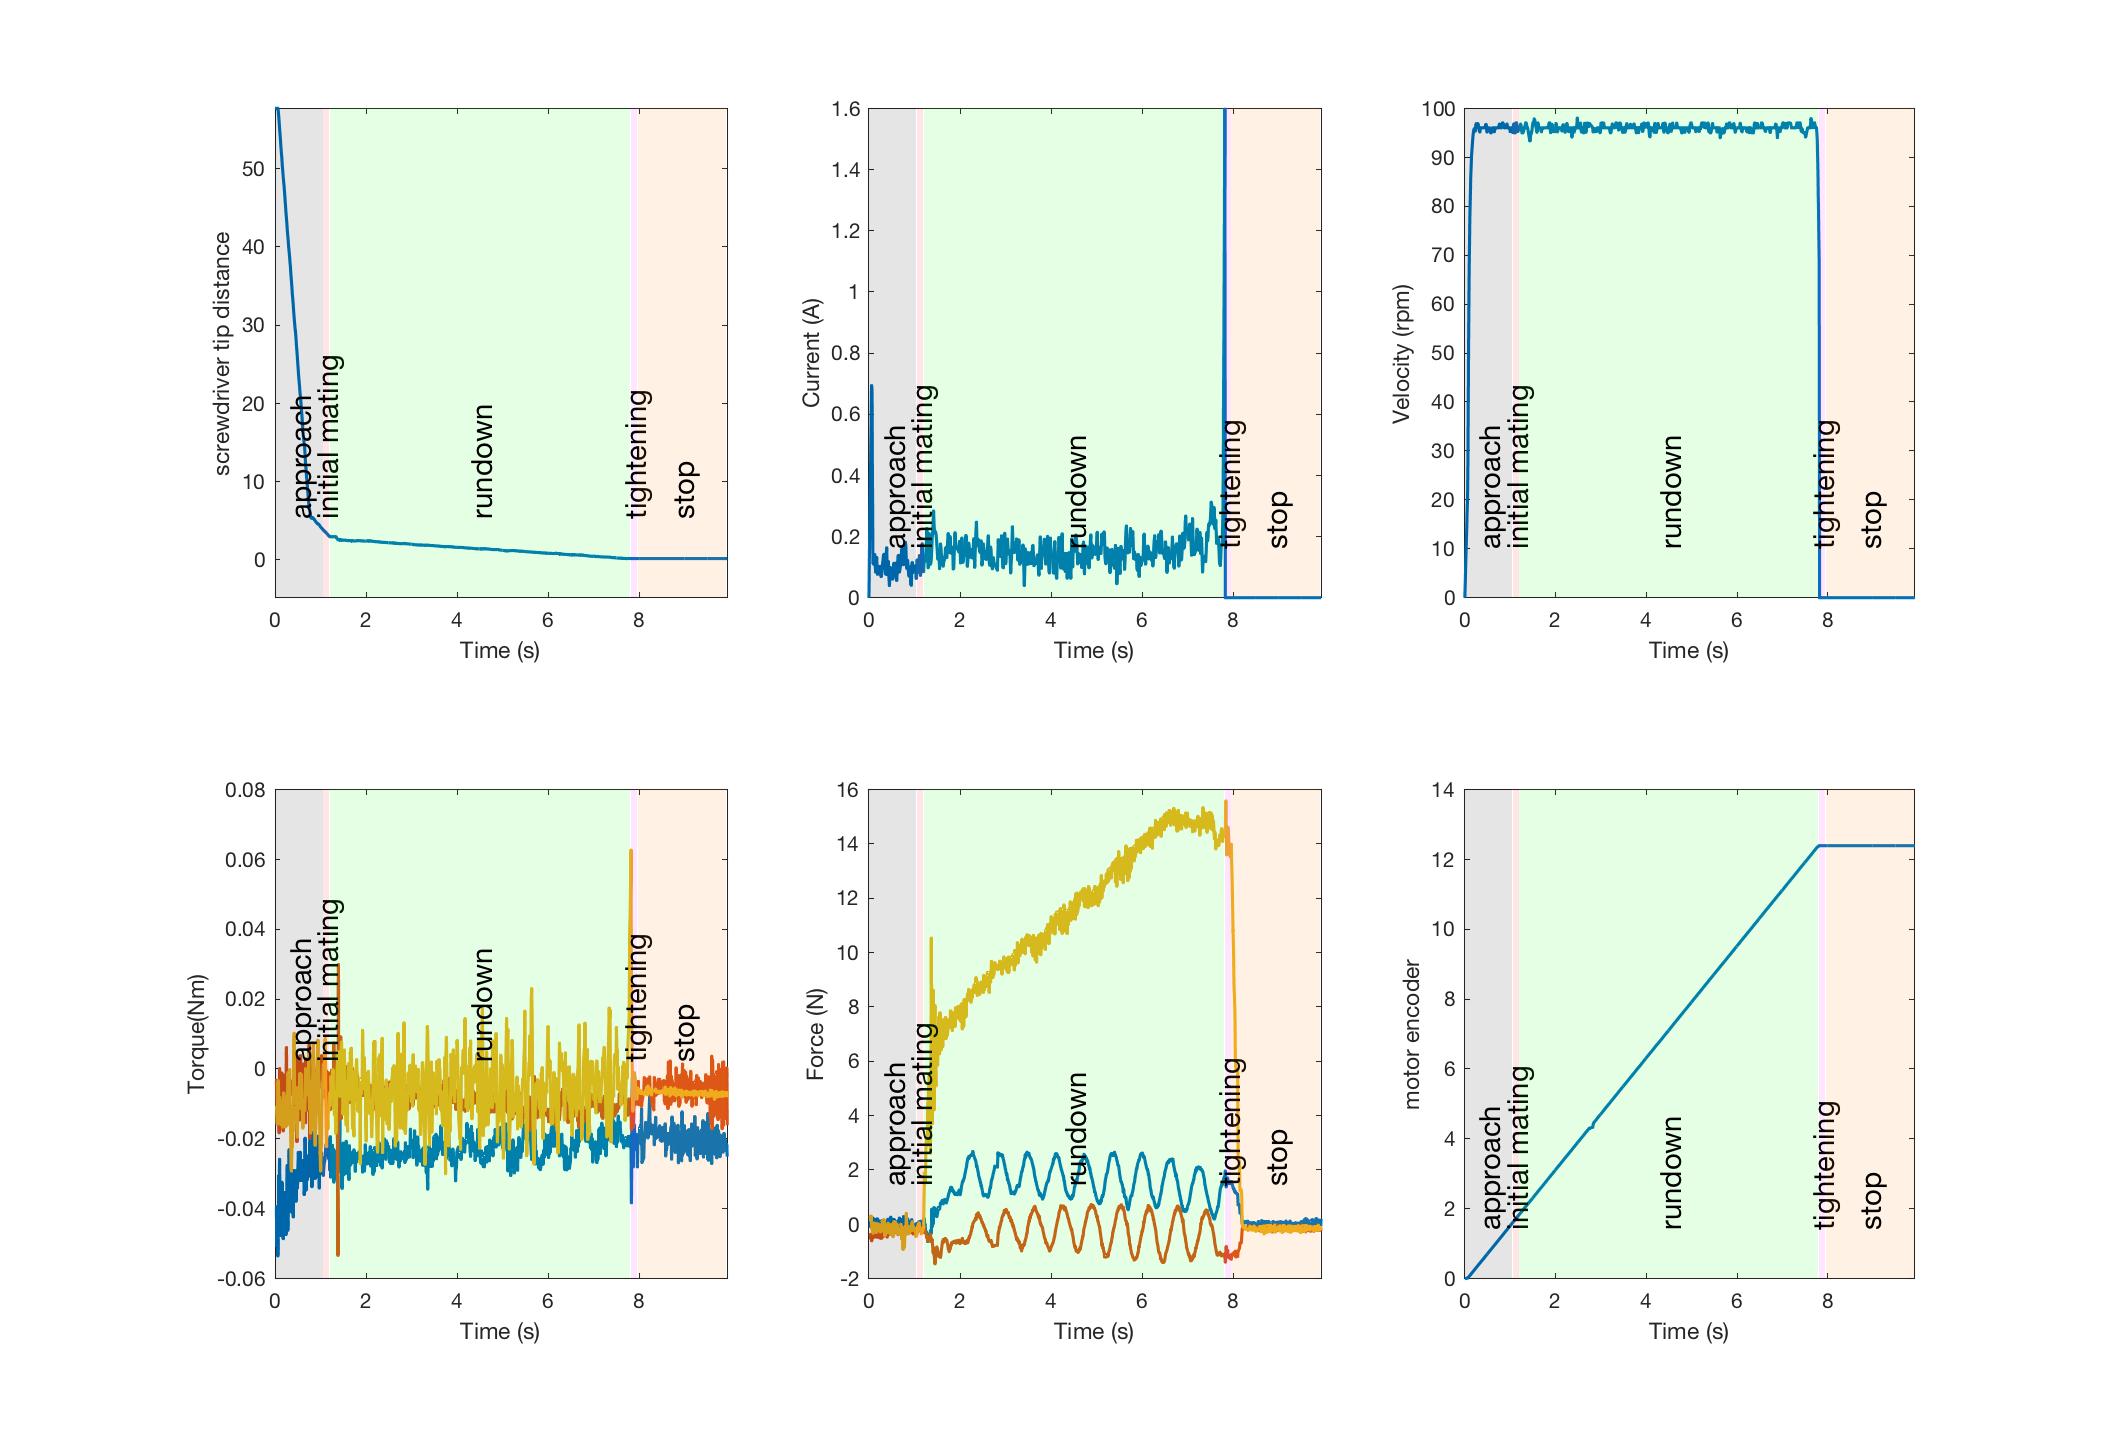 screwdriver tip distance
50
40
30
20
10
0
approach
initial mating
rundown
tightening
stop
0 2 4 6 8
Time (s)
Current (A)
1.6
1.4
1.2
1
0.8
0.6
0.4
0.2
0
approach
initial mating
rundown
tightening
stop
0 2 4 6 8
Time (s)
Velocity (rpm)
100
90
80
70
60
50
40
30
20
10
0
approach
initial mating
rundown
tightening
stop
0 2 4 6 8
Time (s)
Torque(Nm)
0.08
0.06
0.04
0.02
0
-0.02
-0.04
-0.06
approach
initial mating
rundown
tightening
stop
0 2 4 6 8
Time (s)
Force (N)
16
14
12
10
8
6
4
2
0
-2
approach
initial mating
rundown
tightening
stop
0 2 4 6 8
Time (s)
motor encoder
14
12
10
8
6
4
2
0
approach
initial mating
rundown
tightening
stop
0 2 4 6 8
Time (s)